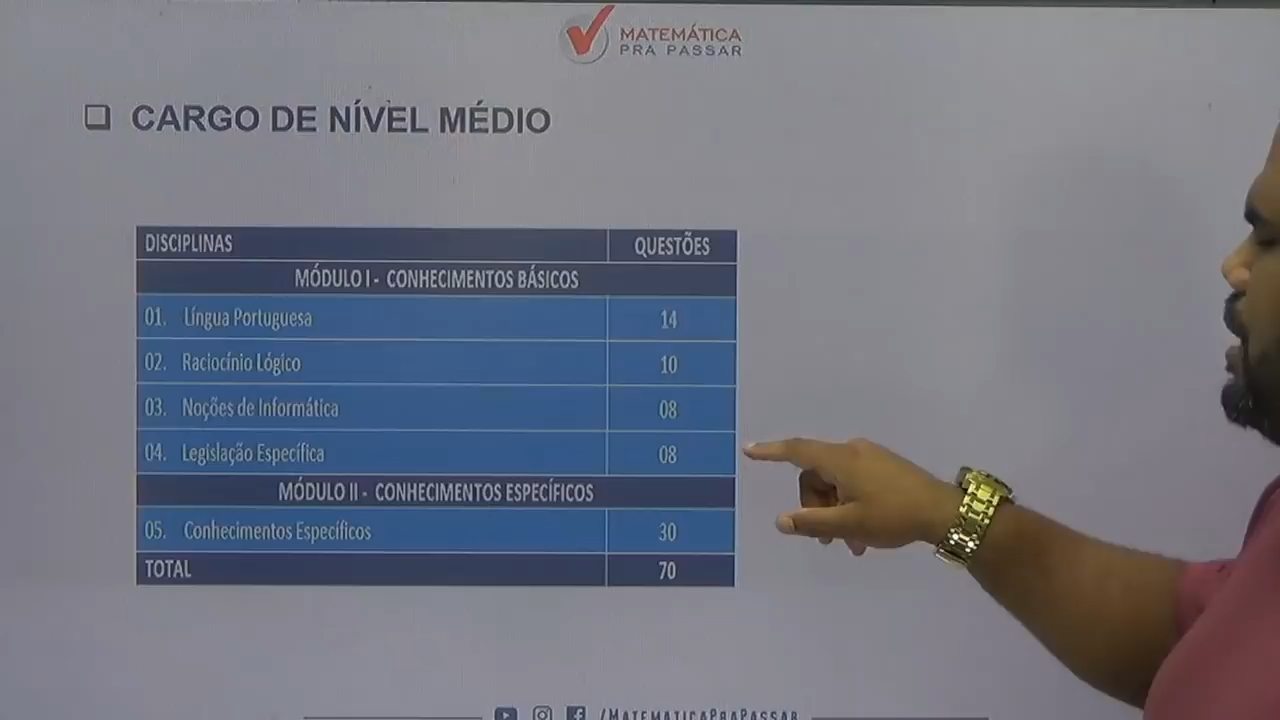 MATEMÁTICA
PRA PASSAR
CARGO DE NÍVEL MÉDIO
DISCIPLINAS QUESTÕES
MÓDULO I - CONHECIMENTOS BÁSICOS
01. Língua Portuguesa 14
02. Raciocínio Lógico 10
03. Noções de Informática 08
04. Legislação Específica 08
MÓDULO II - CONHECIMENTOS ESPECÍFICOS
05. Conhecimentos Específicos 30
TOTAL 70
/MATEMATICAPRAPASSAR